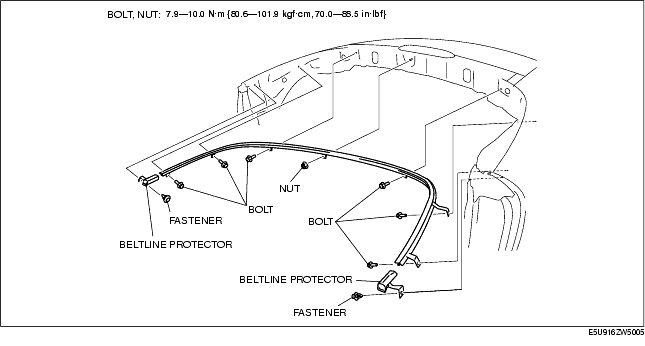 BOLT, NUT: 7.9—10.0 N·m {80.6—101.9 kgf·cm, 70.0—88.5 in·lbf}
NUT
BOLT
FASTENER
BOLT
BELTLINE PROTECTOR
BELTLINE PROTECTOR
FASTENER
E5U916ZW5005